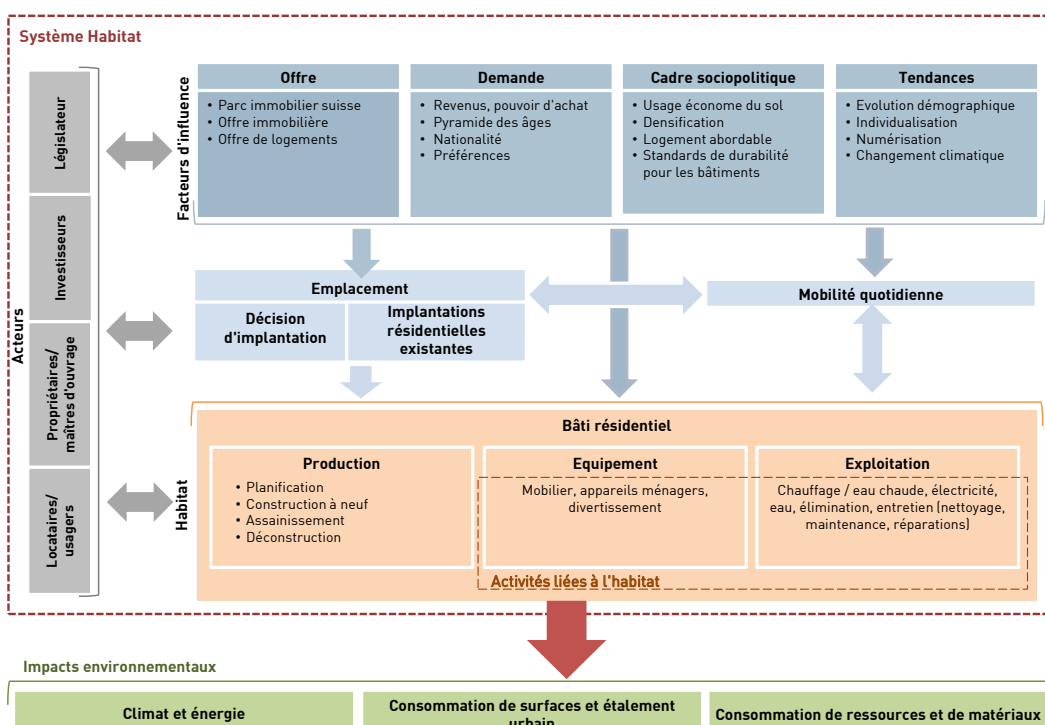 Système Habitat
Acteurs
Législateur
Investisseurs
Propriétaires/
maîtres d'ouvrage
Locataires/
usagers
Facteurs d'influence
Offre
• Parc immobilier suisse
• Offre immobilière
• Offre de logements
Demande
• Revenus, pouvoir d'achat
• Pyramide des âges
• Nationalité
• Préférences
Cadre sociopolitique
• Usage économe du sol
• Densification
• Logement abordable
• Standards de durabilité
pour les bâtiments
Tendances
• Evolution démographique
• Individualisation
• Numérisation
• Changement climatique
Emplacement
Décision
d'implantation
Implantations
résidentielles
existantes
Mobilité quotidienne
Habitat
Bâti résidentiel
Production
• Planification
• Construction à neuf
• Assainissement
• Déconstruction
Equipement
Mobilier, appareils ménagers,
divertissement
Exploitation
Chauffage / eau chaude, électricité,
eau, élimination, entretien (nettoyage,
maintenance, réparations)
Activités liées à l'habitat
Impacts environnementaux
Climat et énergie
Consommation de surfaces et étalement
urbain
Consommation de ressources et de matériaux